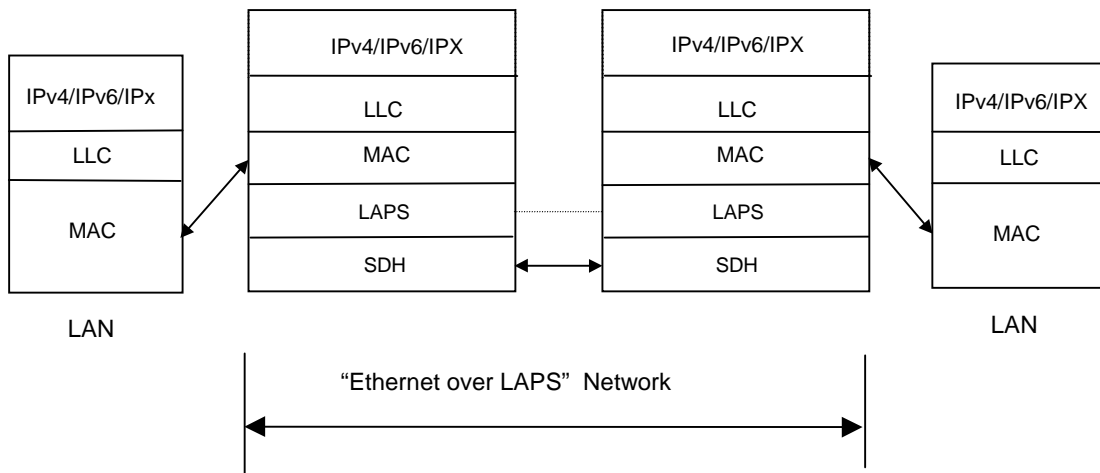 IPv4/IPv6/IPx
LLC
MAC
LAN
IPv4/IPv6/IPX
LLC
MAC
LAPS
SDH
IPv4/IPv6/IPX
LLC
MAC
LAPS
SDH
IPv4/IPv6/IPX
LLC
MAC
LAN
“Ethernet over LAPS” Network